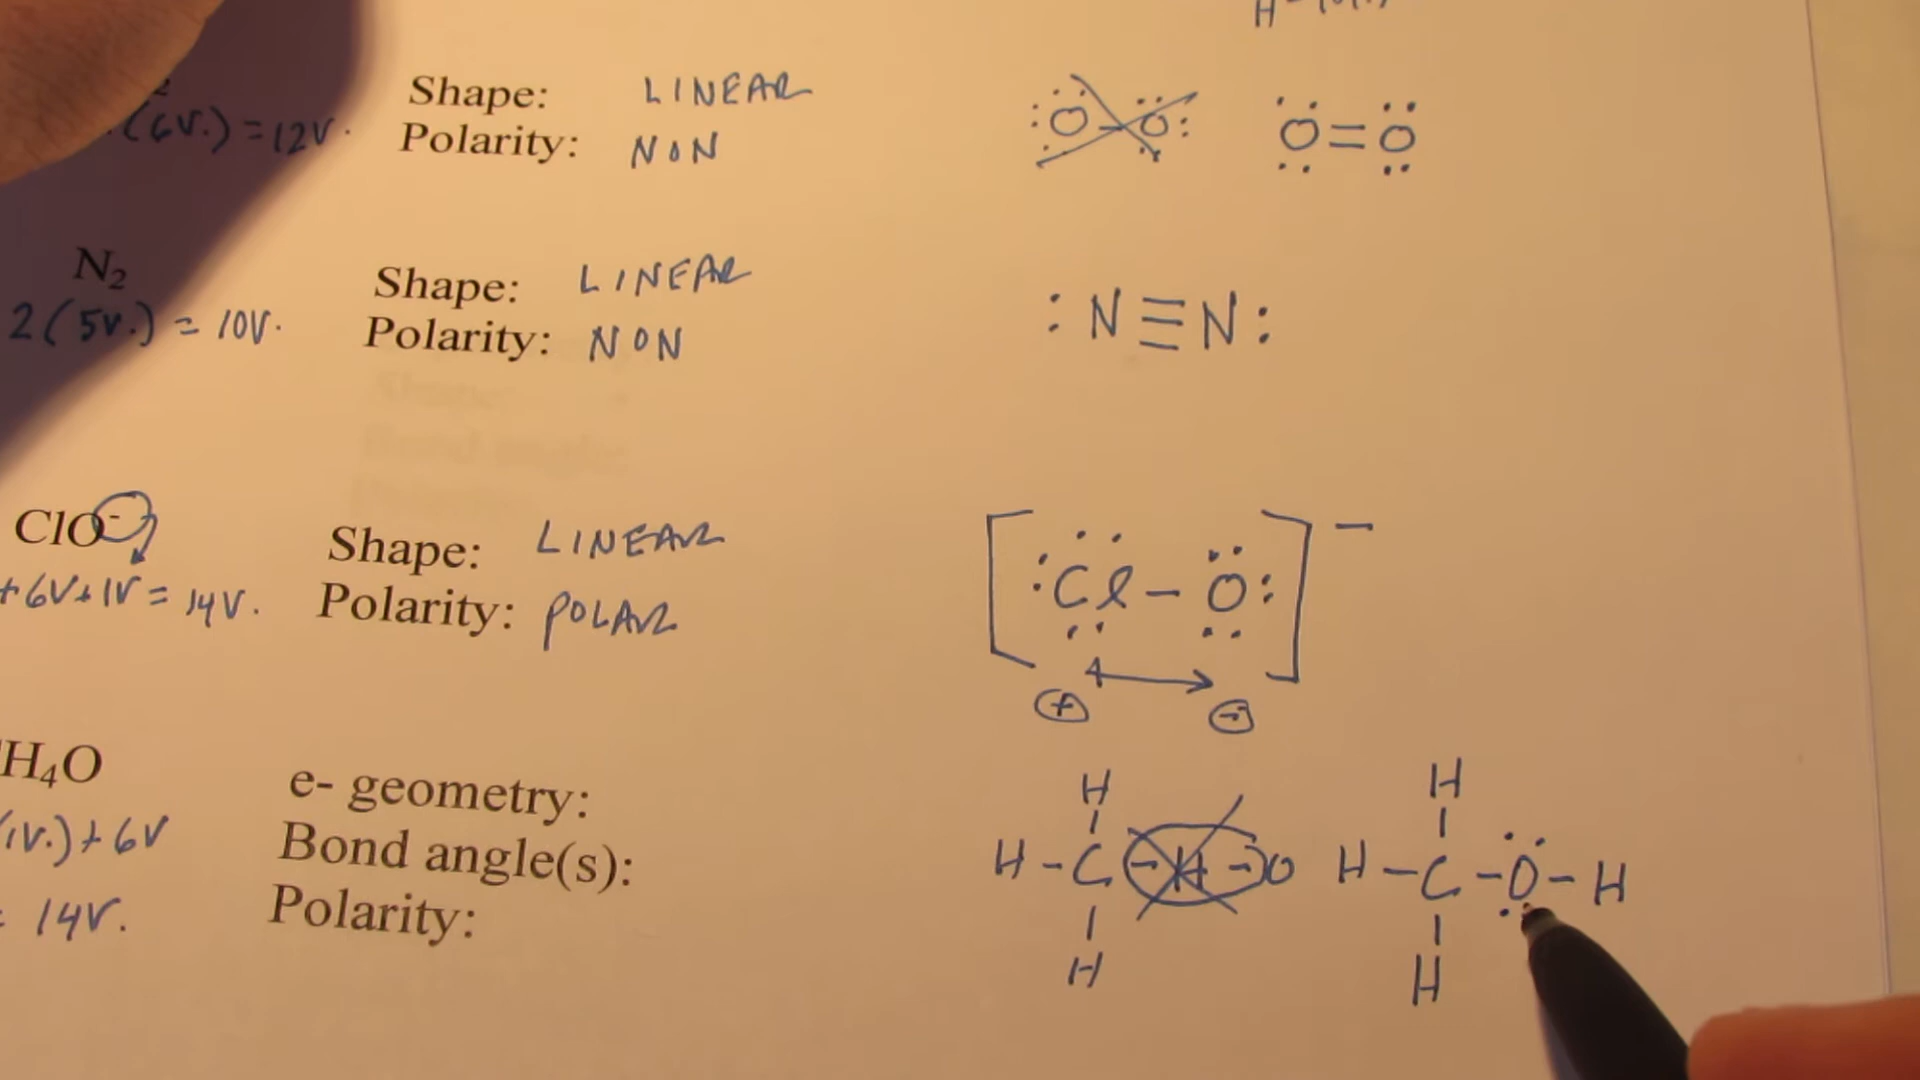 (6V.) = 12V.
Shape: LINEAR
Polarity: NON
O - O O = O
N₂
2(5V.) = 10V.
Shape: LINEAR
Polarity: NON
: N ≡ N :
ClO⁻
+6V+1V = 14V.
Shape: LINEAR
Polarity: POLAR
[:Cl - O:]⁻
+ -
H₄O
(1V.) + 6V
= 14V.
e- geometry:
Bond angle(s):
Polarity:
H
H - C - H - O
H
H
H - C - O - H
H